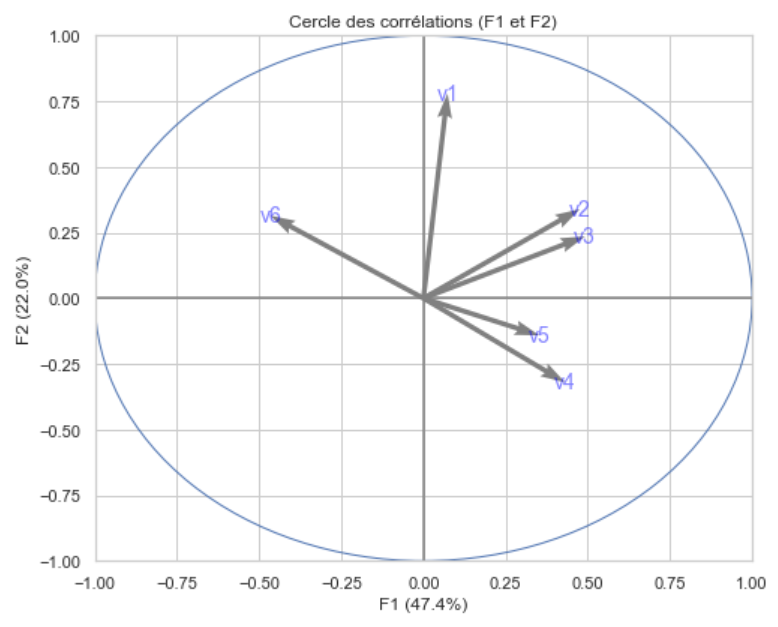 Cercle des corrélations (F1 et F2)
1.00
0.75
0.50
0.25
0.00
−0.25
−0.50
−0.75
−1.00
F2 (22.0%)
v1
v2
v3
v6
v5
v4
−1.00 −0.75 −0.50 −0.25 0.00 0.25 0.50 0.75 1.00
F1 (47.4%)